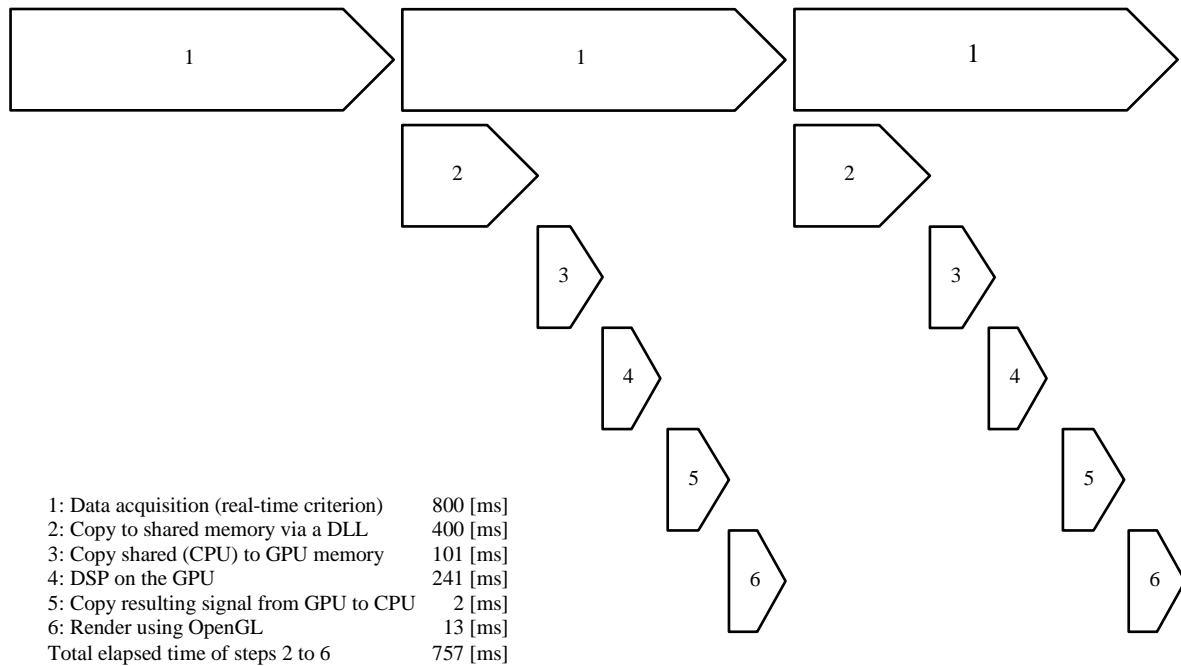 1 1 1
2 2
3 3
4 4
5 5
6 6
1: Data acquisition (real-time criterion) 800 [ms]
2: Copy to shared memory via a DLL 400 [ms]
3: Copy shared (CPU) to GPU memory 101 [ms]
4: DSP on the GPU 241 [ms]
5: Copy resulting signal from GPU to CPU 2 [ms]
6: Render using OpenGL 13 [ms]
Total elapsed time of steps 2 to 6 757 [ms]